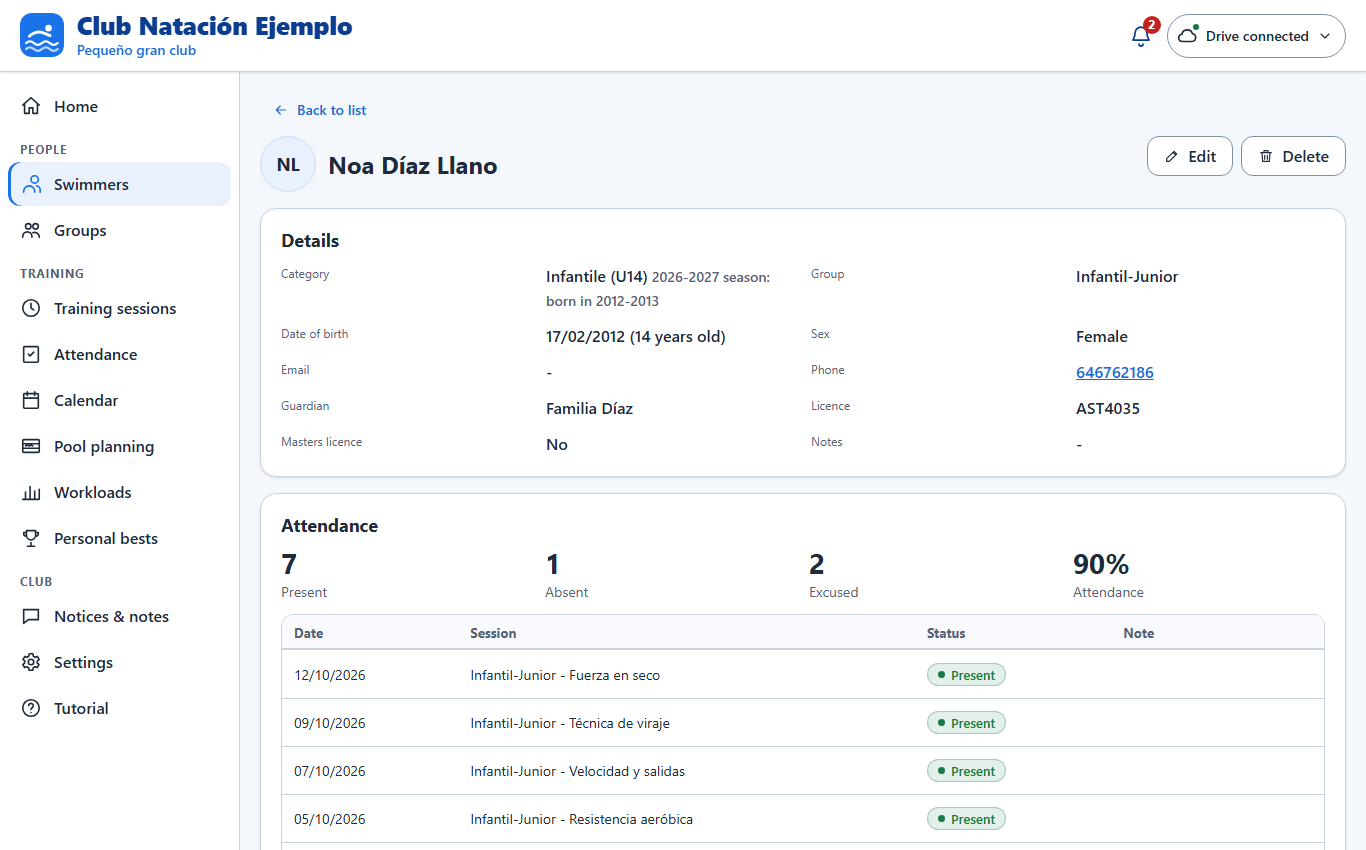 Club Natación Ejemplo
Pequeño gran club
2
Drive connected
Home
PEOPLE
Swimmers
Groups
TRAINING
Training sessions
Attendance
Calendar
Pool planning
Workloads
Personal bests
CLUB
Notices & notes
Settings
Tutorial
Back to list
NL
Noa Díaz Llano
Edit
Delete
Details
Category
Infantile (U14) 2026-2027 season:
born in 2012-2013
Group
Infantil-Junior
Date of birth
17/02/2012 (14 years old)
Sex
Female
Email
-
Phone
646762186
Guardian
Familia Díaz
Licence
AST4035
Masters licence
No
Notes
-
Attendance
7
Present
1
Absent
2
Excused
90%
Attendance
Date Session Status Note
12/10/2026 Infantil-Junior - Fuerza en seco Present
09/10/2026 Infantil-Junior - Técnica de viraje Present
07/10/2026 Infantil-Junior - Velocidad y salidas Present
05/10/2026 Infantil-Junior - Resistencia aeróbica Present